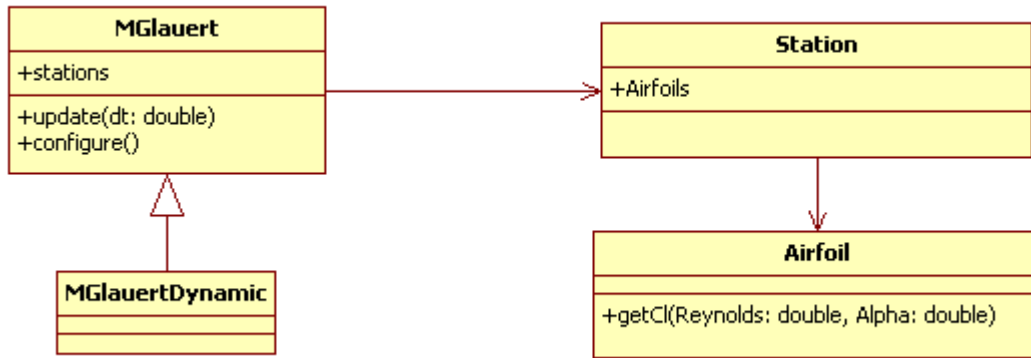 MGlauert
+stations
+update(dt: double)
+configure()
Station
+Airfoils
MGlauertDynamic
Airfoil
+getCl(Reynolds: double, Alpha: double)